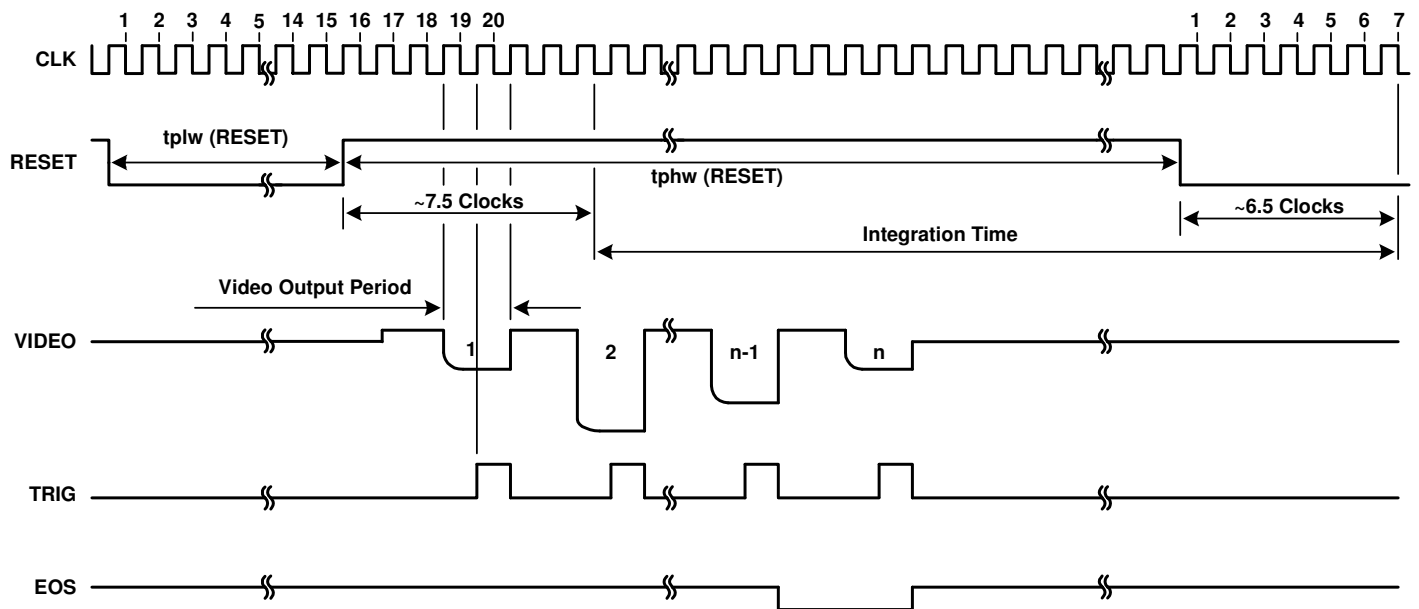 1 2 3 4 5 14 15 16 17 18 19 20 1 2 3 4 5 6 7
CLK
tplw (RESET)
RESET
tphw (RESET)
~7.5 Clocks
~6.5 Clocks
Integration Time
Video Output Period
VIDEO
1 2 n-1 n
TRIG
EOS